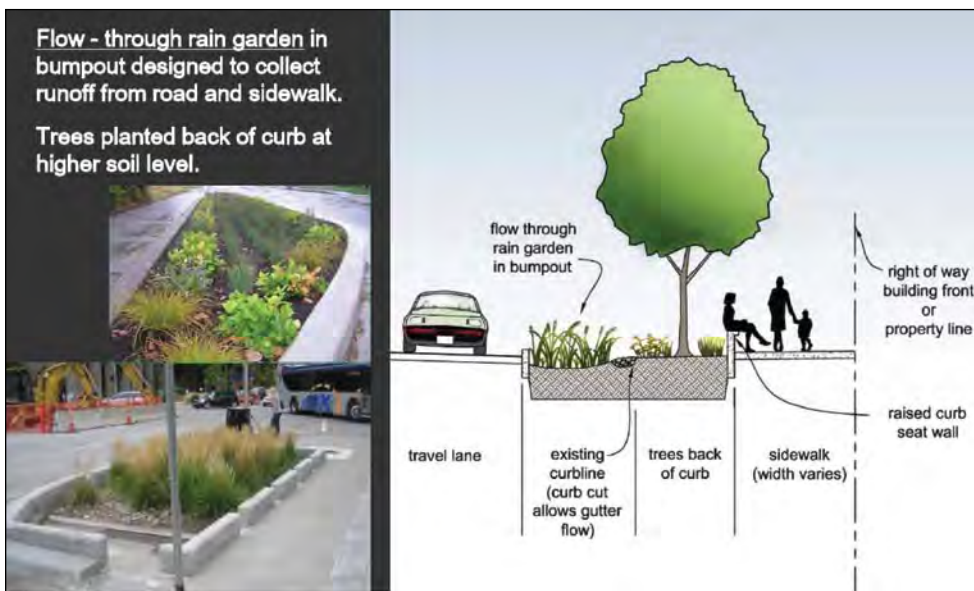 Flow - through rain garden in
bumpout designed to collect
runoff from road and sidewalk.
Trees planted back of curb at
higher soil level.
flow through
rain garden
in bumpout
right of way
building front
or
property line
raised curb
seat wall
travel lane
existing
curbline
(curb cut
allows gutter
flow)
trees back
of curb
sidewalk
(width varies)